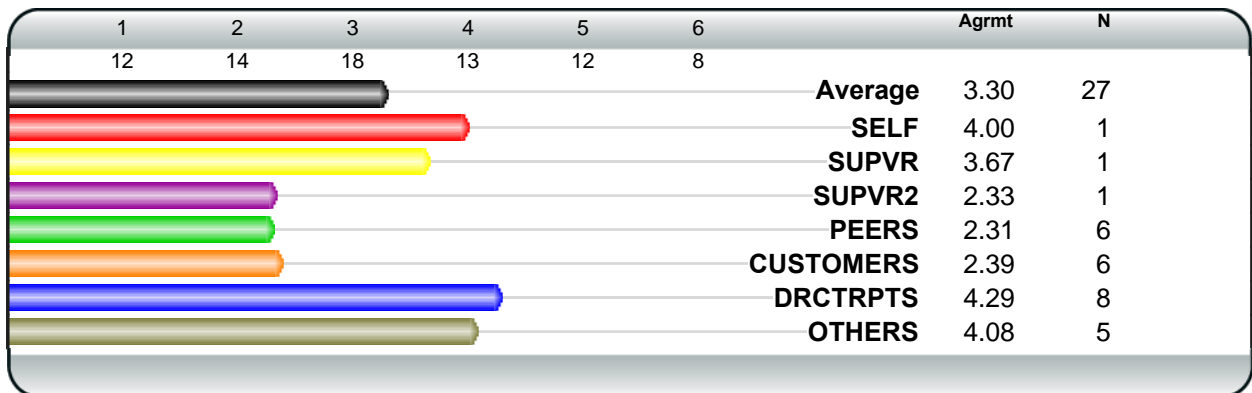 1 2 3 4 5 6 Agrmt N
12 14 18 13 12 8
Average 3.30 27
SELF 4.00 1
SUPVR 3.67 1
SUPVR2 2.33 1
PEERS 2.31 6
CUSTOMERS 2.39 6
DRCTRPTS 4.29 8
OTHERS 4.08 5